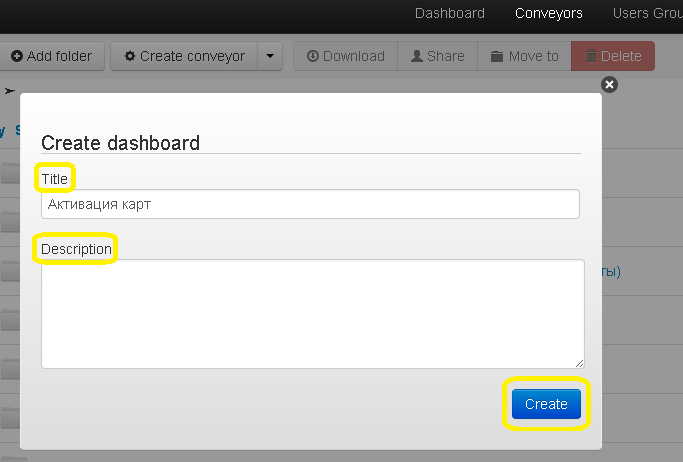 Dashboard Conveyors Users Grou
Add folder Create conveyor Download Share Move to Delete
Create dashboard
Title
Активация карт
Description
ты)
Create